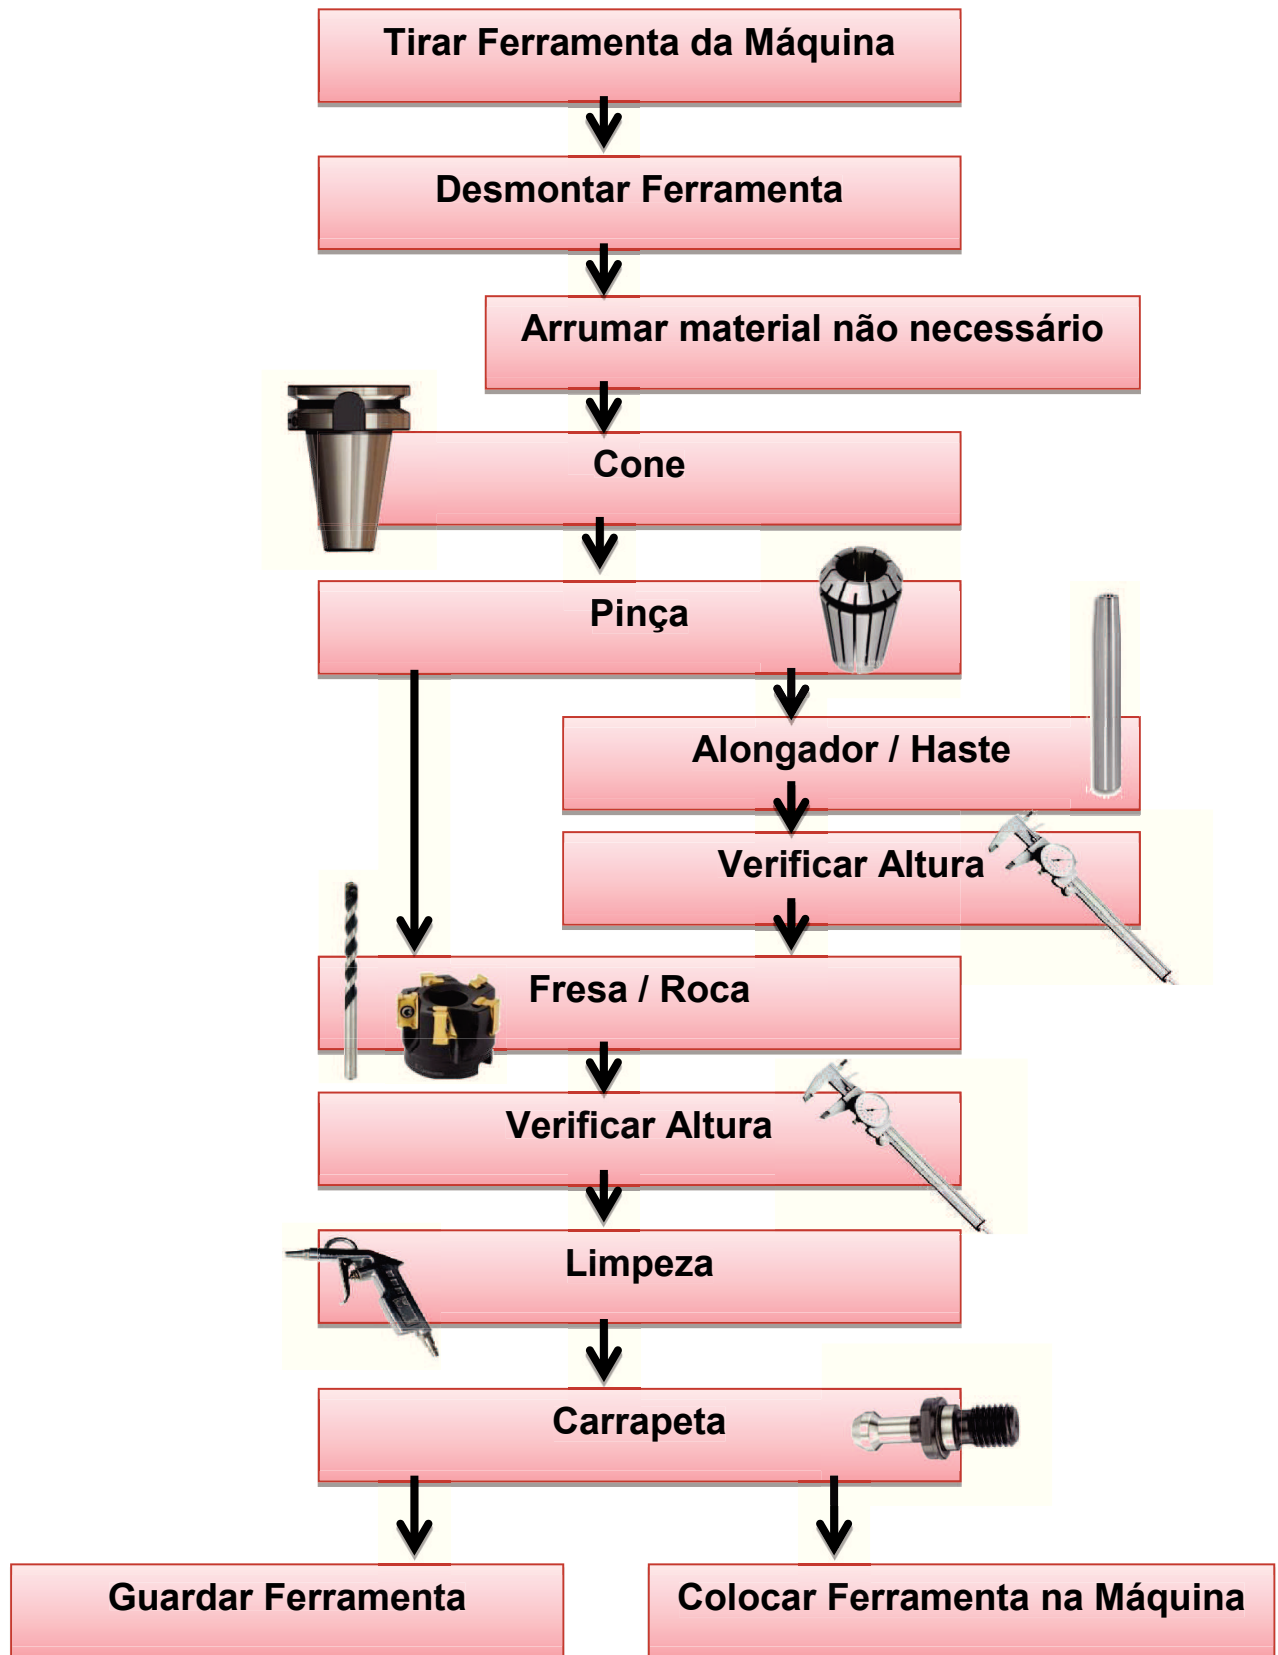 Tirar Ferramenta da Máquina
Desmontar Ferramenta
Arrumar material não necessário
Cone
Pinça
Alongador / Haste
Verificar Altura
Fresa / Roca
Verificar Altura
Limpeza
Carrapeta
Guardar Ferramenta
Colocar Ferramenta na Máquina